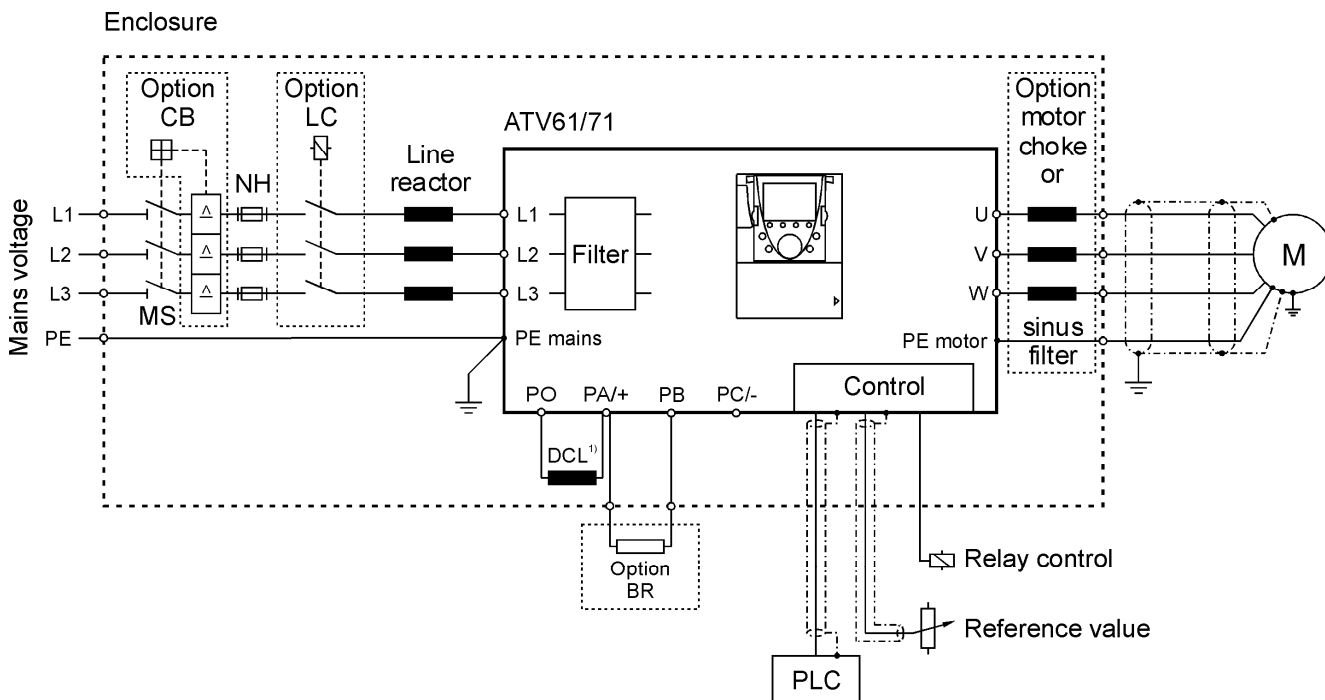 Enclosure
Option
CB
Option
LC
ATV61/71
Option
motor
choke
or
Line
reactor
NH
Mains voltage
L1
L2
L3
PE
MS
L1
L2
L3
Filter
PE mains
U
V
W
PE motor
sinus
filter
M
PO
PA/+
PB
PC/-
Control
DCL¹⁾
Option
BR
Relay control
Reference value
PLC